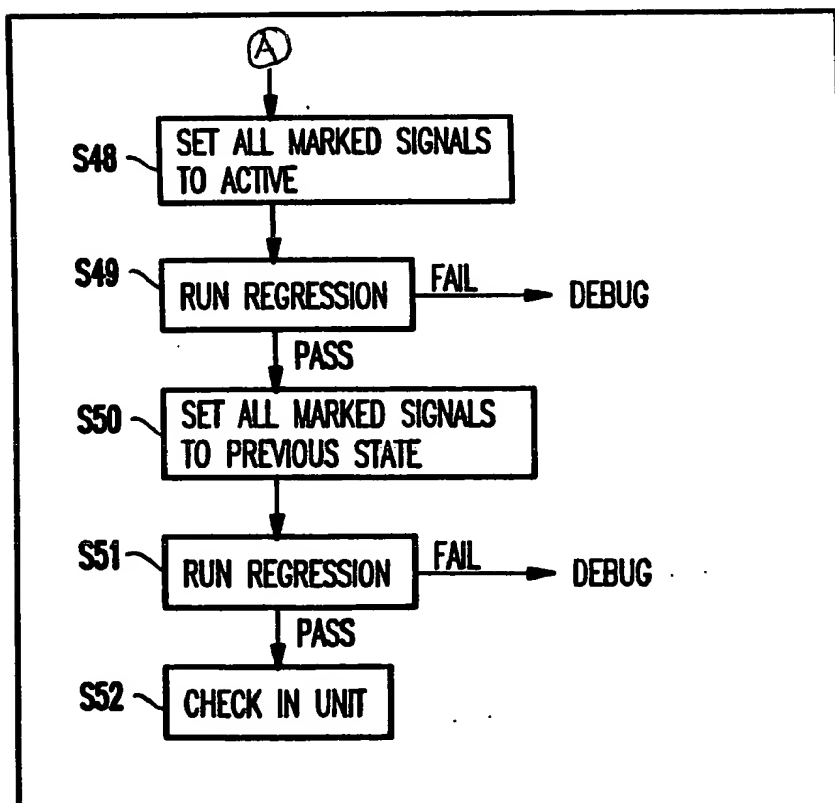 A
S48
SET ALL MARKED SIGNALS
TO ACTIVE
S49
RUN REGRESSION
FAIL
DEBUG
PASS
S50
SET ALL MARKED SIGNALS
TO PREVIOUS STATE
S51
RUN REGRESSION
FAIL
DEBUG
PASS
S52
CHECK IN UNIT